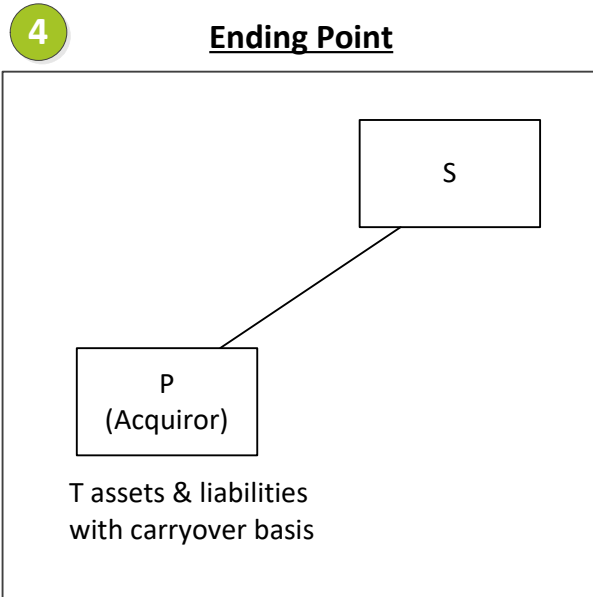 4
Ending Point
S
P
(Acquiror)
T assets & liabilities
with carryover basis